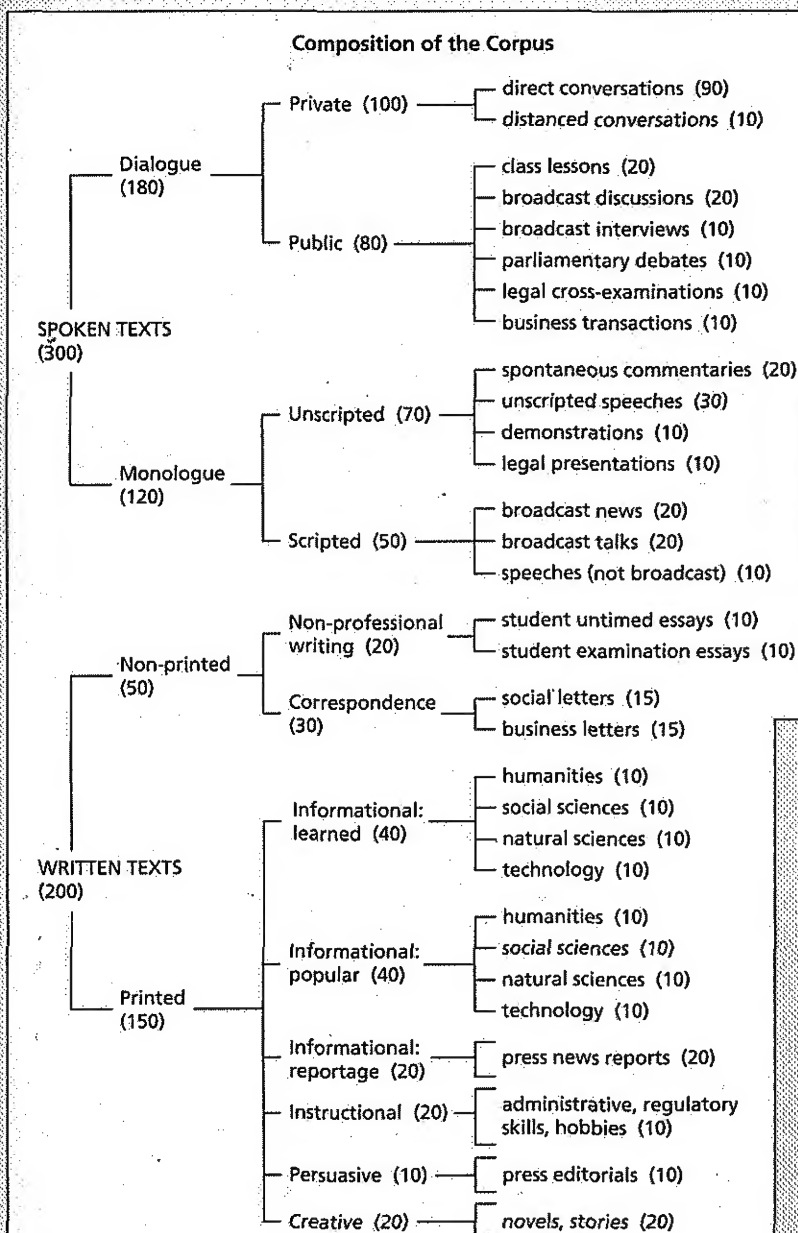 Composition of the Corpus
direct conversations (90)
Private (100)
distanced conversations (10)
Dialogue
(180)
class lessons (20)
broadcast discussions (20)
broadcast interviews (10)
Public (80)
parliamentary debates (10)
legal cross-examinations (10)
business transactions (10)
SPOKEN TEXTS
(300)
spontaneous commentaries (20)
Unscripted (70)
unscripted speeches (30)
demonstrations (10)
legal presentations (10)
Monologue
(120)
broadcast news (20)
Scripted (50)
broadcast talks (20)
speeches (not broadcast) (10)
Non-professional
writing (20)
student untimed essays (10)
student examination essays (10)
Non-printed
(50)
Correspondence
(30)
social letters (15)
business letters (15)
humanities (10)
Informational:
learned (40)
social sciences (10)
natural sciences (10)
technology (10)
WRITTEN TEXTS
(200)
humanities (10)
Informational:
popular (40)
social sciences (10)
natural sciences (10)
technology (10)
Printed
(150)
Informational:
reportage (20)
press news reports (20)
Instructional (20)
administrative, regulatory
skills, hobbies (10)
Persuasive (10)
press editorials (10)
Creative (20)
novels, stories (20)